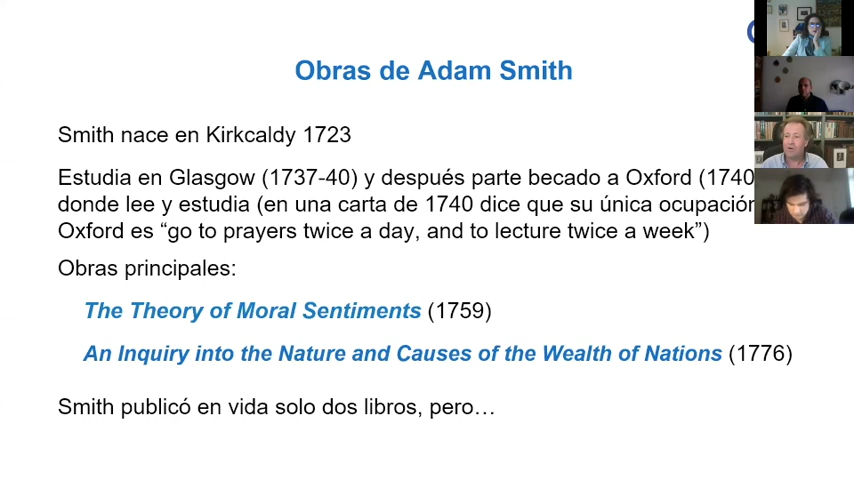 Obras de Adam Smith
Smith nace en Kirkcaldy 1723
Estudia en Glasgow (1737-40) y después parte becado a Oxford (1740
donde lee y estudia (en una carta de 1740 dice que su única ocupación
Oxford es “go to prayers twice a day, and to lecture twice a week”)
Obras principales:
The Theory of Moral Sentiments (1759)
An Inquiry into the Nature and Causes of the Wealth of Nations (1776)
Smith publicó en vida solo dos libros, pero…